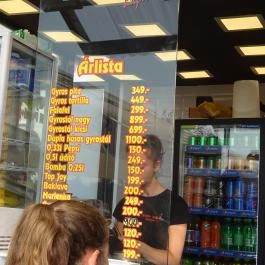 Árlista
Gyros pita 349.-
Gyros tortilla 449.-
Falafel 299.-
Gyrostál nagy 899.-
Gyrostál kicsi 699.-
Dupla húsos gyrostál 1100.-
0,33l Pepsi 150.-
0,5l üdítő 249.-
Bomba 0,25l 150.-
Top Joy 199.-
Baklava 200.-
Marlenka 249.-
200.-
120.-
120.-
199.-